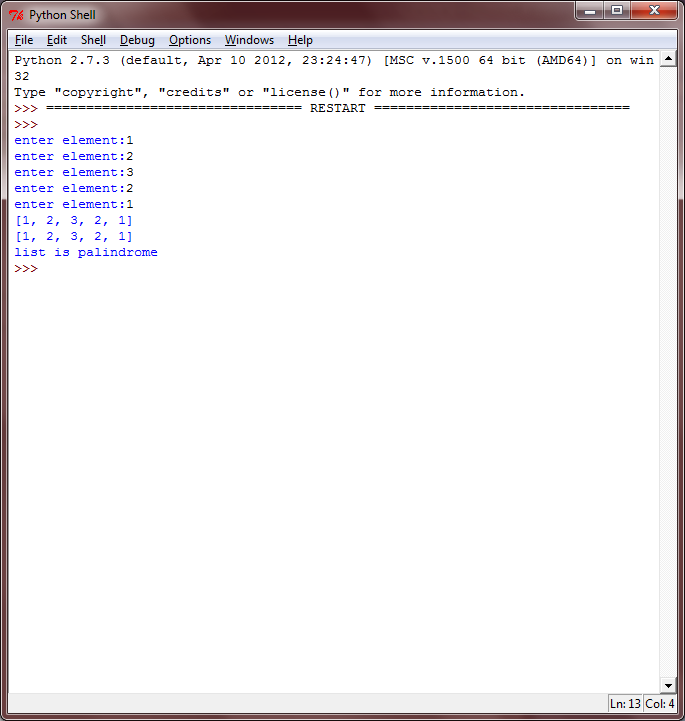 Python Shell
File Edit Shell Debug Options Windows Help
Python 2.7.3 (default, Apr 10 2012, 23:24:47) [MSC v.1500 64 bit (AMD64)] on win
32
Type "copyright", "credits" or "license()" for more information.
>>> ================================ RESTART ================================
>>>
enter element:1
enter element:2
enter element:3
enter element:2
enter element:1
[1, 2, 3, 2, 1]
[1, 2, 3, 2, 1]
list is palindrome
>>>
Ln: 13 Col: 4